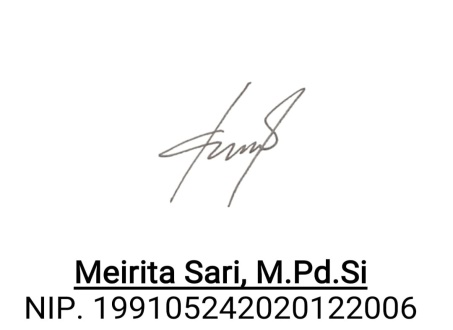 Meirita Sari, M.Pd.Si
NIP. 199105242020122006